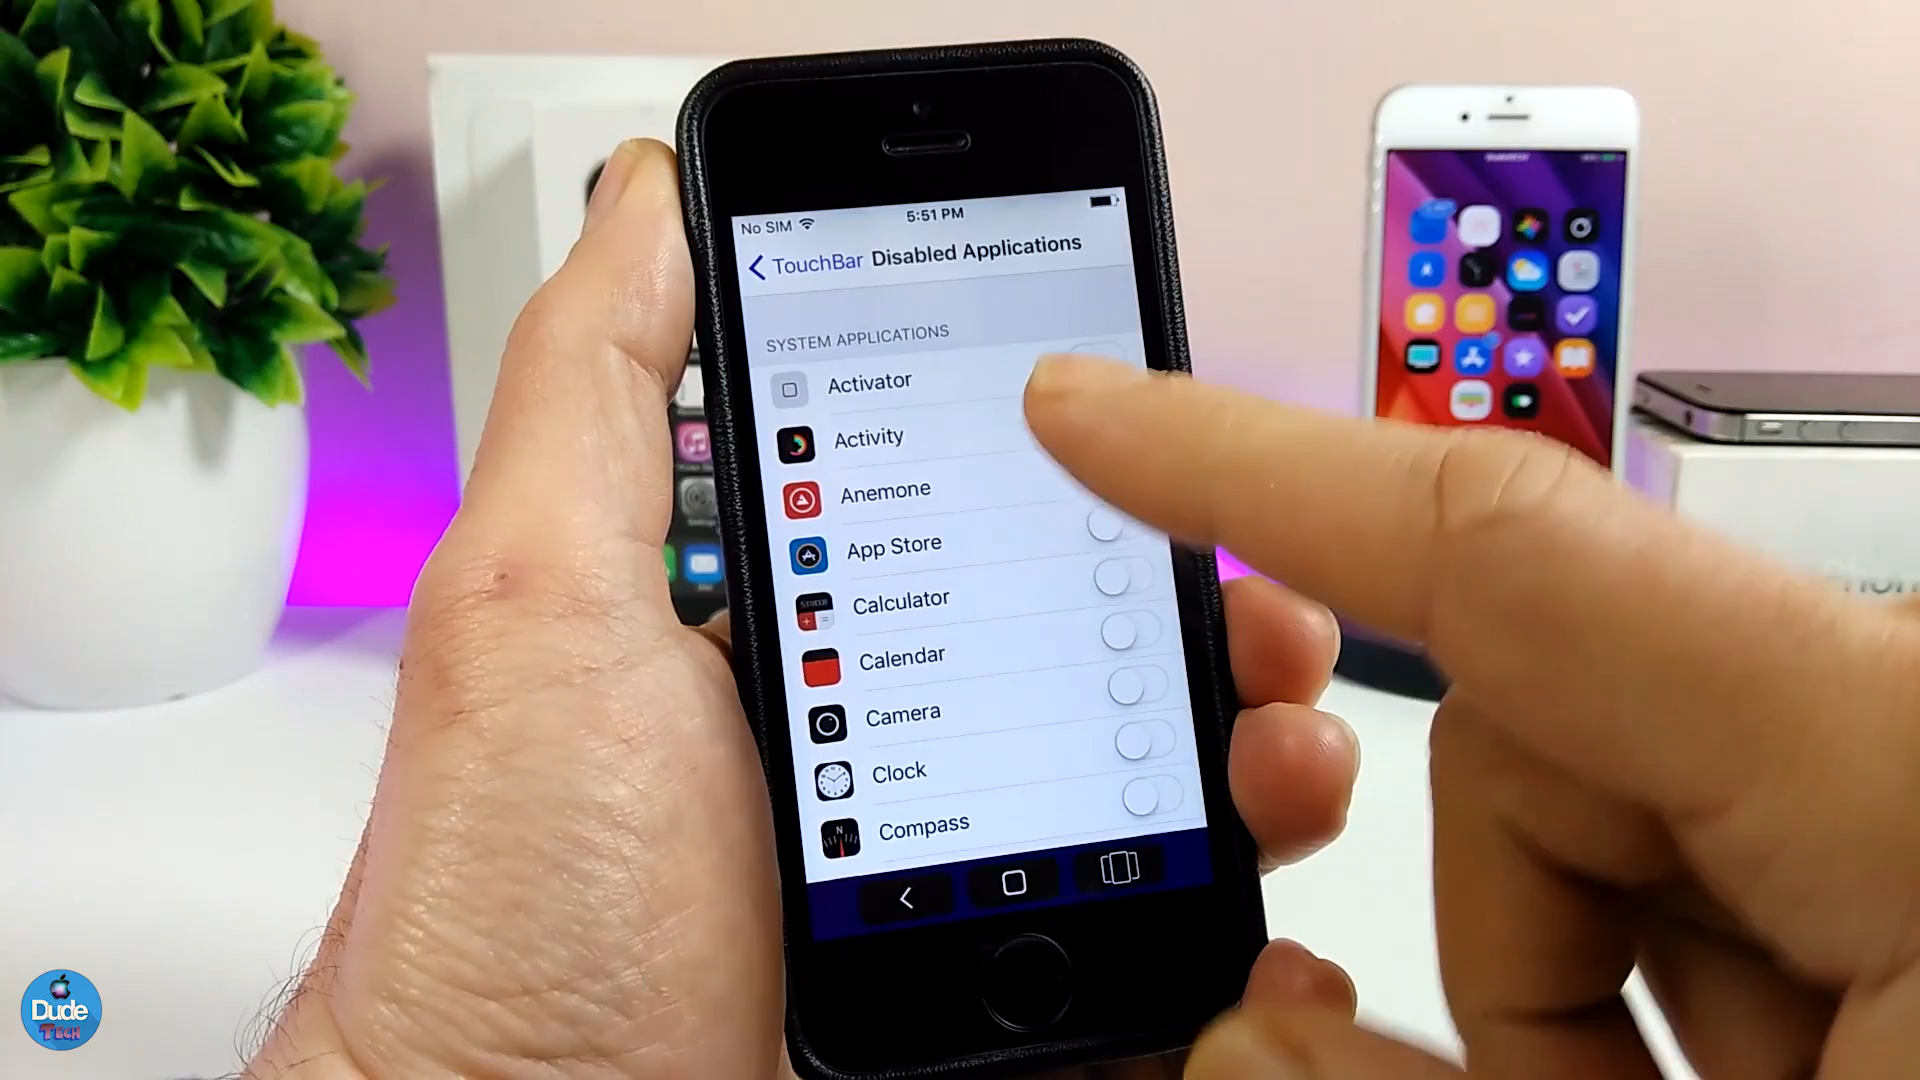 No SIM 5:51 PM
TouchBar Disabled Applications
SYSTEM APPLICATIONS
Activator
Activity
Anemone
App Store
Calculator
Calendar
Camera
Clock
Compass
N
Dude
TECH